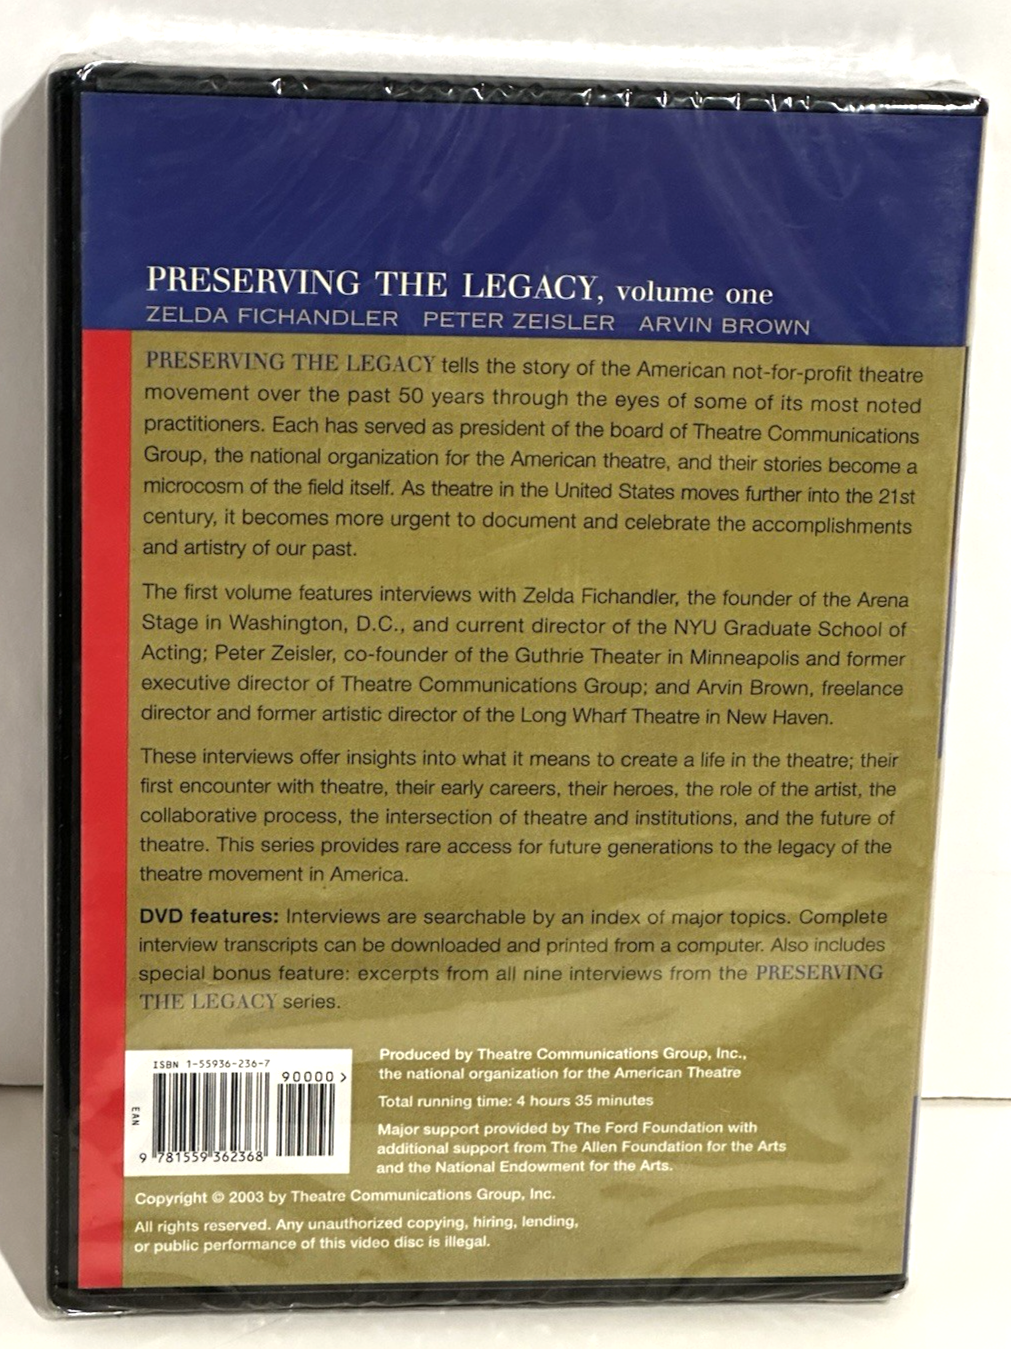 PRESERVING THE LEGACY, volume one
ZELDA FICHANDLER PETER ZEISLER ARVIN BROWN
PRESERVING THE LEGACY tells the story of the American not-for-profit theatre
movement over the past 50 years through the eyes of some of its most noted
practitioners. Each has served as president of the board of Theatre Communications
Group, the national organization for the American theatre, and their stories become a
microcosm of the field itself. As theatre in the United States moves further into the 21st
century, it becomes more urgent to document and celebrate the accomplishments
and artistry of our past.
The first volume features interviews with Zelda Fichandler, the founder of the Arena
Stage in Washington, D.C., and current director of the NYU Graduate School of
Acting; Peter Zeisler, co-founder of the Guthrie Theater in Minneapolis and former
executive director of Theatre Communications Group; and Arvin Brown, freelance
director and former artistic director of the Long Wharf Theatre in New Haven.
These interviews offer insights into what it means to create a life in the theatre; their
first encounter with theatre, their early careers, their heroes, the role of the artist, the
collaborative process, the intersection of theatre and institutions, and the future of
theatre. This series provides rare access for future generations to the legacy of the
theatre movement in America.
DVD features: Interviews are searchable by an index of major topics. Complete
interview transcripts can be downloaded and printed from a computer. Also includes
special bonus feature: excerpts from all nine interviews from the PRESERVING
THE LEGACY series.
ISBN 1-55936-236-7
90000>
EAN
9 781559 362368
Produced by Theatre Communications Group, Inc.,
the national organization for the American Theatre
Total running time: 4 hours 35 minutes
Major support provided by The Ford Foundation with
additional support from The Allen Foundation for the Arts
and the National Endowment for the Arts.
Copyright © 2003 by Theatre Communications Group, Inc.
All rights reserved. Any unauthorized copying, hiring, lending,
or public performance of this video disc is illegal.